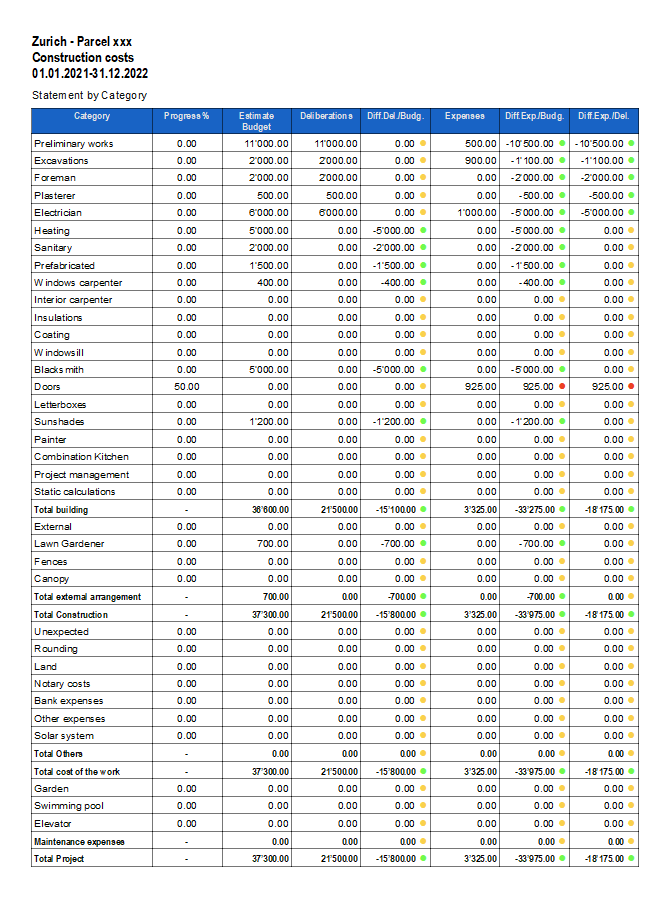 Zurich - Parcel xxx
Construction costs
01.01.2021-31.12.2022
Statement by Category
Category Progress % Estimate Budget Deliberations Diff.Del./Budg. Expenses Diff.Exp./Budg. Diff.Exp./Del.
Preliminary works 0.00 11'000.00 11'000.00 0.00 500.00 -10'500.00 -10'500.00
Excavations 0.00 2'000.00 2'000.00 0.00 900.00 -1'100.00 -1'100.00
Foreman 0.00 2'000.00 2'000.00 0.00 0.00 -2'000.00 -2'000.00
Plasterer 0.00 500.00 500.00 0.00 0.00 -500.00 -500.00
Electrician 0.00 6'000.00 6'000.00 0.00 1'000.00 -5'000.00 -5'000.00
Heating 0.00 5'000.00 0.00 -5'000.00 0.00 -5'000.00 0.00
Sanitary 0.00 2'000.00 0.00 -2'000.00 0.00 -2'000.00 0.00
Prefabricated 0.00 1'500.00 0.00 -1'500.00 0.00 -1'500.00 0.00
Windows carpenter 0.00 400.00 0.00 -400.00 0.00 -400.00 0.00
Interior carpenter 0.00 0.00 0.00 0.00 0.00 0.00 0.00
Insulations 0.00 0.00 0.00 0.00 0.00 0.00 0.00
Coating 0.00 0.00 0.00 0.00 0.00 0.00 0.00
Windowsill 0.00 0.00 0.00 0.00 0.00 0.00 0.00
Blacksmith 0.00 5'000.00 0.00 -5'000.00 0.00 -5'000.00 0.00
Doors 50.00 0.00 0.00 0.00 925.00 925.00 925.00
Letterboxes 0.00 0.00 0.00 0.00 0.00 0.00 0.00
Sunshades 0.00 1'200.00 0.00 -1'200.00 0.00 -1'200.00 0.00
Painter 0.00 0.00 0.00 0.00 0.00 0.00 0.00
Combination Kitchen 0.00 0.00 0.00 0.00 0.00 0.00 0.00
Project management 0.00 0.00 0.00 0.00 0.00 0.00 0.00
Static calculations 0.00 0.00 0.00 0.00 0.00 0.00 0.00
Total building - 36'600.00 21'500.00 -15'100.00 3'325.00 -33'275.00 -18'175.00
External 0.00 0.00 0.00 0.00 0.00 0.00 0.00
Lawn Gardener 0.00 700.00 0.00 -700.00 0.00 -700.00 0.00
Fences 0.00 0.00 0.00 0.00 0.00 0.00 0.00
Canopy 0.00 0.00 0.00 0.00 0.00 0.00 0.00
Total external arrangement - 700.00 0.00 -700.00 0.00 -700.00 0.00
Total Construction - 37'300.00 21'500.00 -15'800.00 3'325.00 -33'975.00 -18'175.00
Unexpected 0.00 0.00 0.00 0.00 0.00 0.00 0.00
Rounding 0.00 0.00 0.00 0.00 0.00 0.00 0.00
Land 0.00 0.00 0.00 0.00 0.00 0.00 0.00
Notary costs 0.00 0.00 0.00 0.00 0.00 0.00 0.00
Bank expenses 0.00 0.00 0.00 0.00 0.00 0.00 0.00
Other expenses 0.00 0.00 0.00 0.00 0.00 0.00 0.00
Solar system 0.00 0.00 0.00 0.00 0.00 0.00 0.00
Total Others - 0.00 0.00 0.00 0.00 0.00 0.00
Total cost of the work - 37'300.00 21'500.00 -15'800.00 3'325.00 -33'975.00 -18'175.00
Garden 0.00 0.00 0.00 0.00 0.00 0.00 0.00
Swimming pool 0.00 0.00 0.00 0.00 0.00 0.00 0.00
Elevator 0.00 0.00 0.00 0.00 0.00 0.00 0.00
Maintenance expenses - 0.00 0.00 0.00 0.00 0.00 0.00
Total Project - 37'300.00 21'500.00 -15'800.00 3'325.00 -33'975.00 -18'175.00